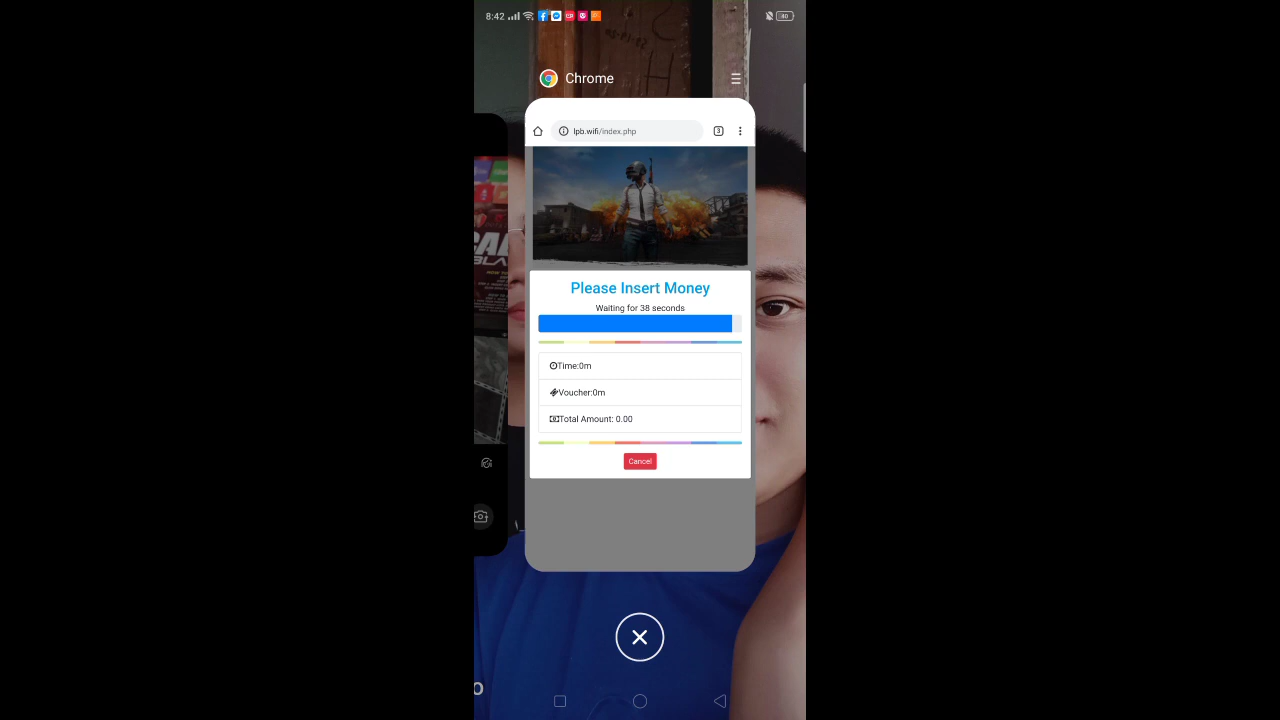 8:42
40
Chrome
lpb.wifi/index.php
3
Please Insert Money
Waiting for 38 seconds
Time:0m
Voucher:0m
Total Amount: 0.00
Cancel